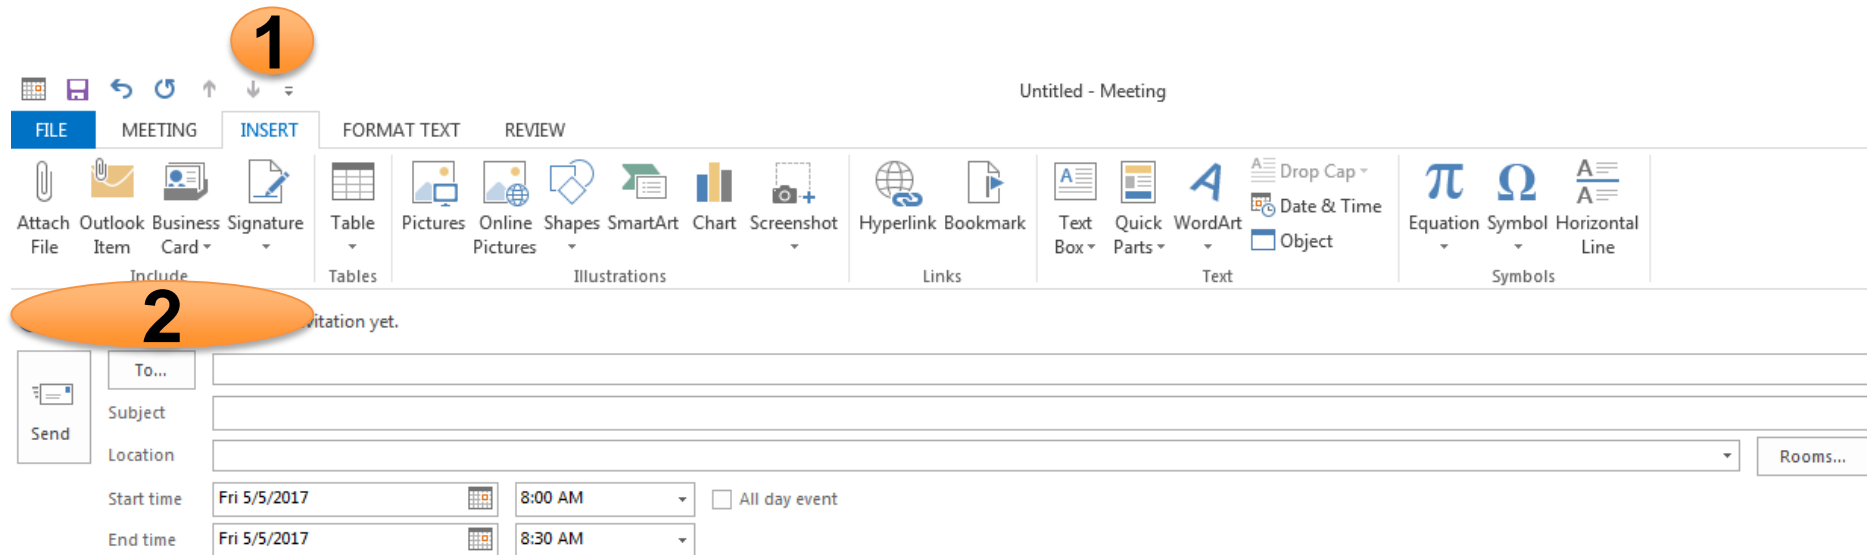 1
Untitled - Meeting
FILE MEETING INSERT FORMAT TEXT REVIEW
Attach File Outlook Item Business Card Signature Table Pictures Online Pictures Shapes SmartArt Chart Screenshot Hyperlink Bookmark Text Box Quick Parts WordArt Drop Cap Equation Symbol Horizontal Line
Date & Time
Object
Include Tables Illustrations Links Text Symbols
2
yet.
To...
Subject
Send
Location Rooms...
Start time Fri 5/5/2017 8:00 AM All day event
End time Fri 5/5/2017 8:30 AM